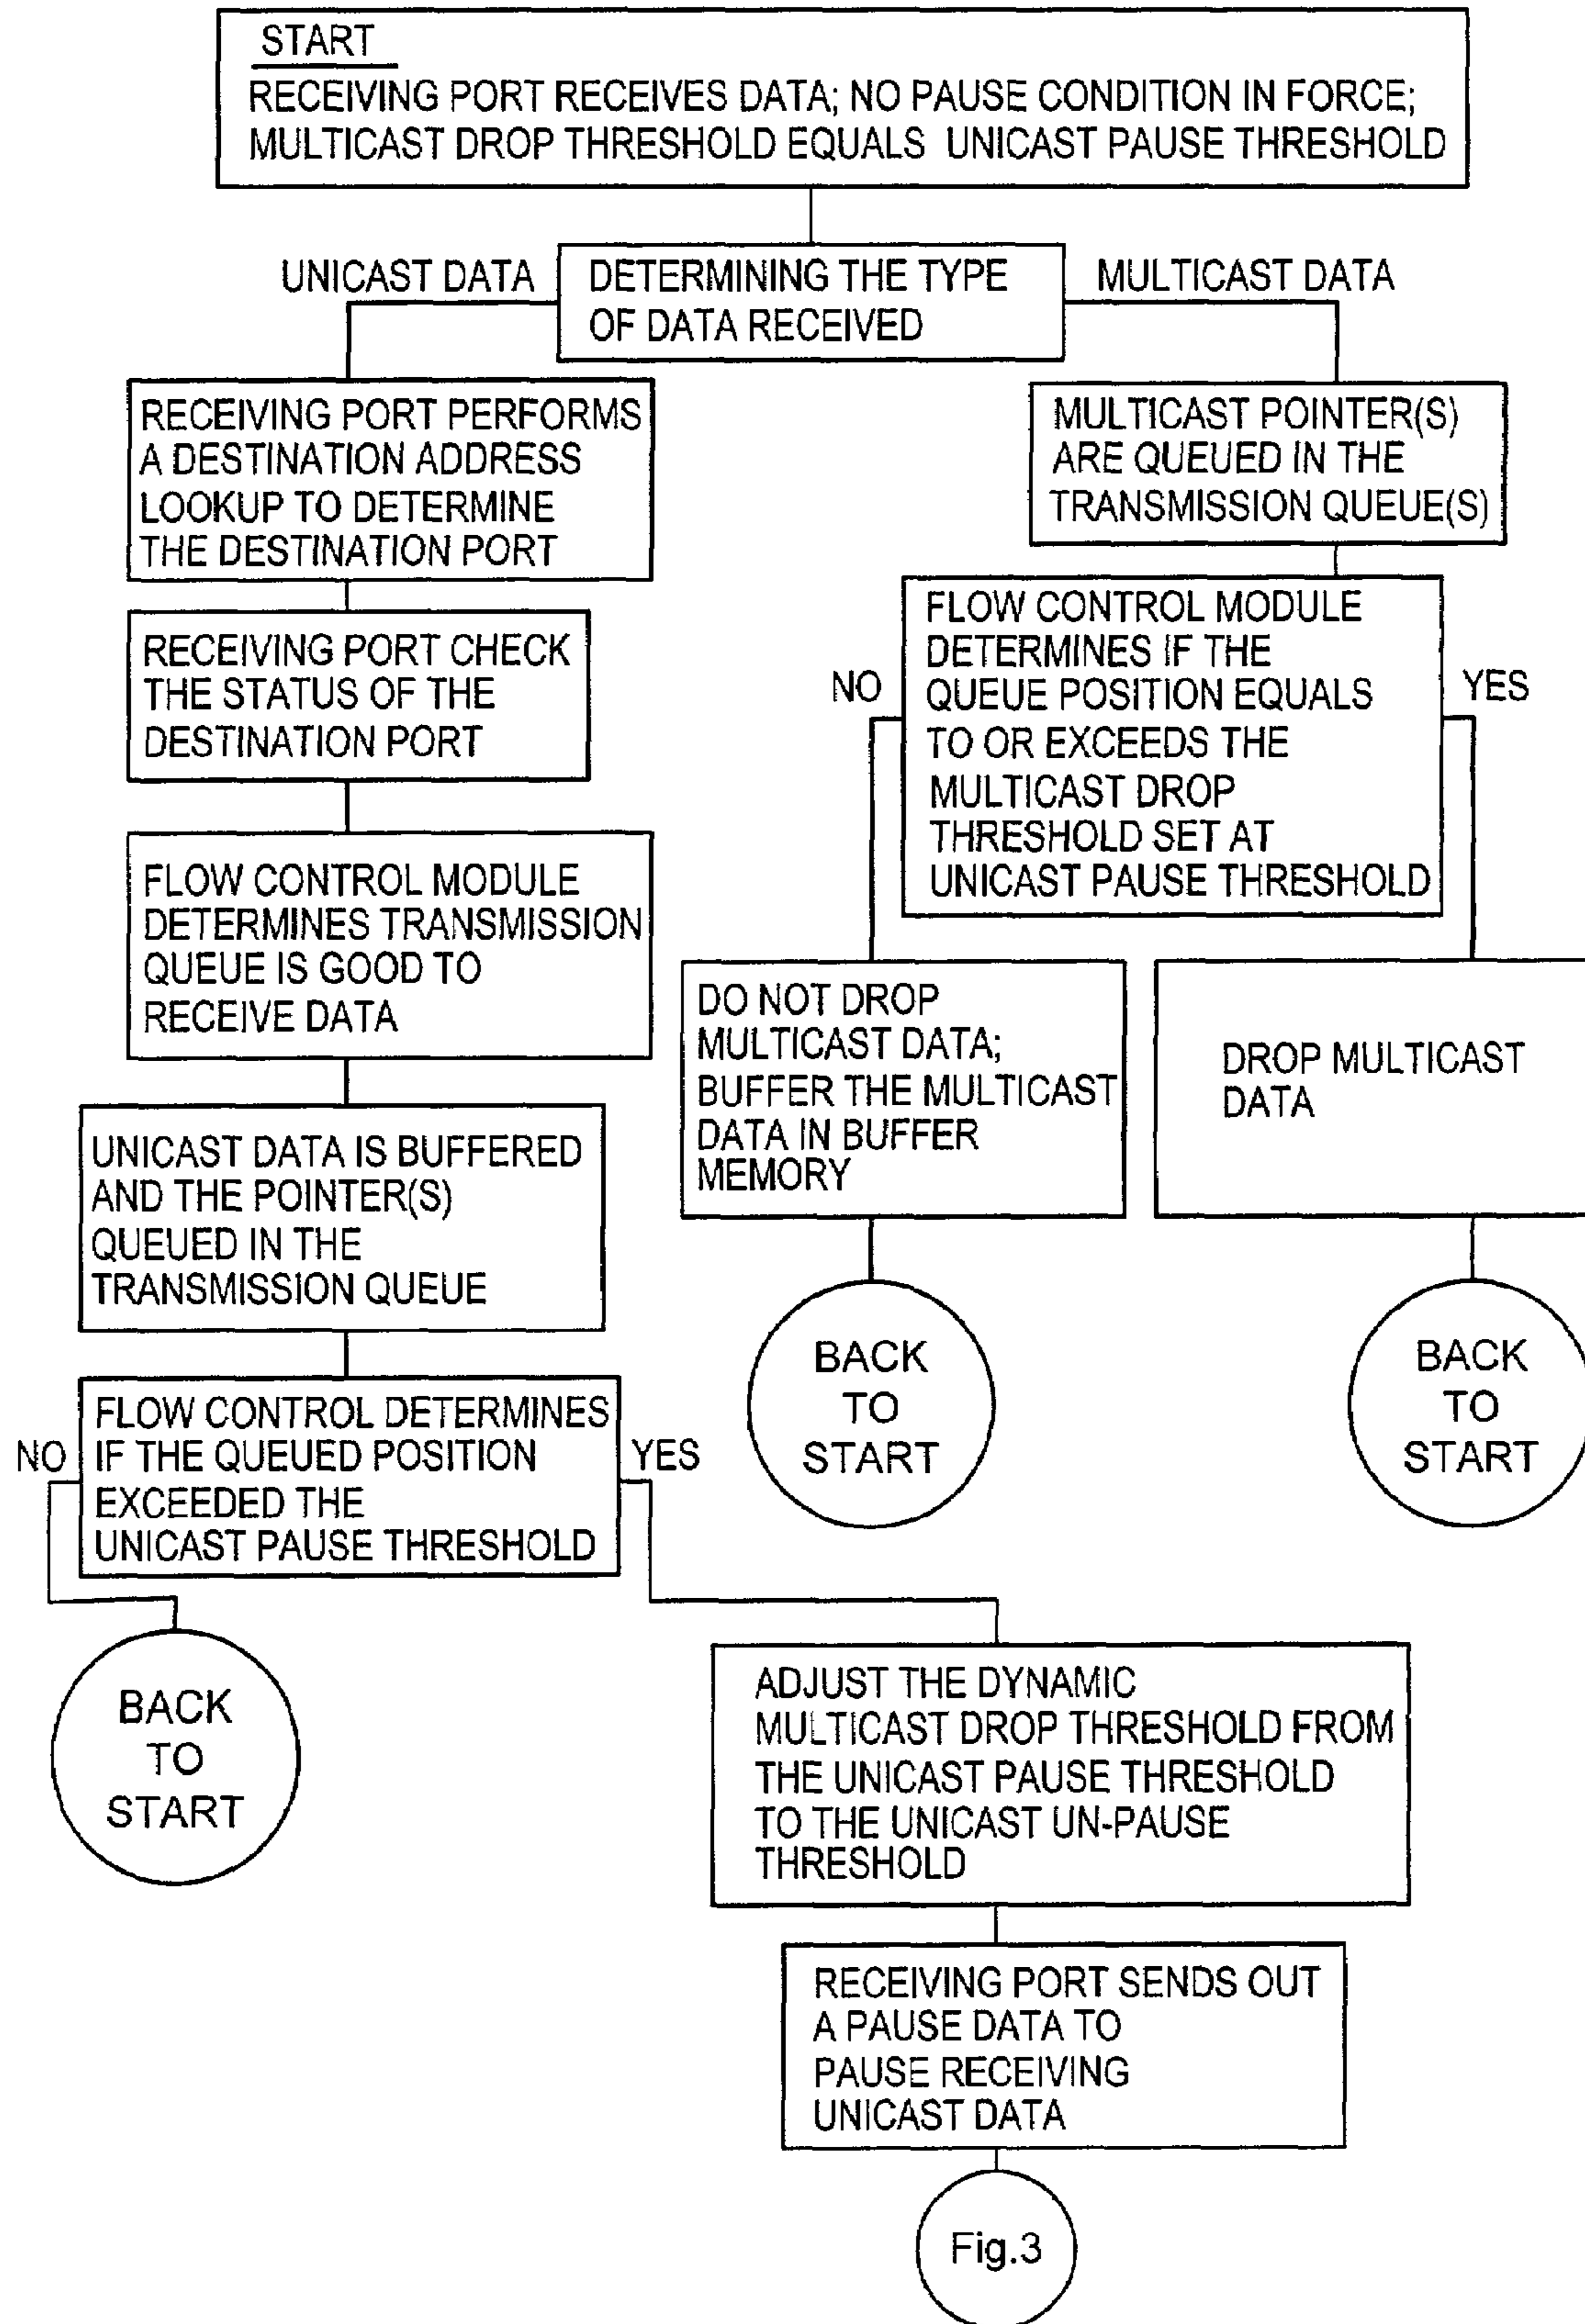 START
RECEIVING PORT RECEIVES DATA; NO PAUSE CONDITION IN FORCE;
MULTICAST DROP THRESHOLD EQUALS UNICAST PAUSE THRESHOLD
UNICAST DATA
DETERMINING THE TYPE
OF DATA RECEIVED
MULTICAST DATA
RECEIVING PORT PERFORMS
A DESTINATION ADDRESS
LOOKUP TO DETERMINE
THE DESTINATION PORT
MULTICAST POINTER(S)
ARE QUEUED IN THE
TRANSMISSION QUEUE(S)
RECEIVING PORT CHECK
THE STATUS OF THE
DESTINATION PORT
NO
FLOW CONTROL MODULE
DETERMINES IF THE
QUEUE POSITION EQUALS
TO OR EXCEEDS THE
MULTICAST DROP
THRESHOLD SET AT
UNICAST PAUSE THRESHOLD
YES
FLOW CONTROL MODULE
DETERMINES TRANSMISSION
QUEUE IS GOOD TO
RECEIVE DATA
DO NOT DROP
MULTICAST DATA;
BUFFER THE MULTICAST
DATA IN BUFFER
MEMORY
DROP MULTICAST
DATA
UNICAST DATA IS BUFFERED
AND THE POINTER(S)
QUEUED IN THE
TRANSMISSION QUEUE
BACK
TO
START
BACK
TO
START
NO
FLOW CONTROL DETERMINES
IF THE QUEUED POSITION
EXCEEDED THE
UNICAST PAUSE THRESHOLD
YES
BACK
TO
START
ADJUST THE DYNAMIC
MULTICAST DROP THRESHOLD FROM
THE UNICAST PAUSE THRESHOLD
TO THE UNICAST UN-PAUSE
THRESHOLD
RECEIVING PORT SENDS OUT
A PAUSE DATA TO
PAUSE RECEIVING
UNICAST DATA
Fig.3